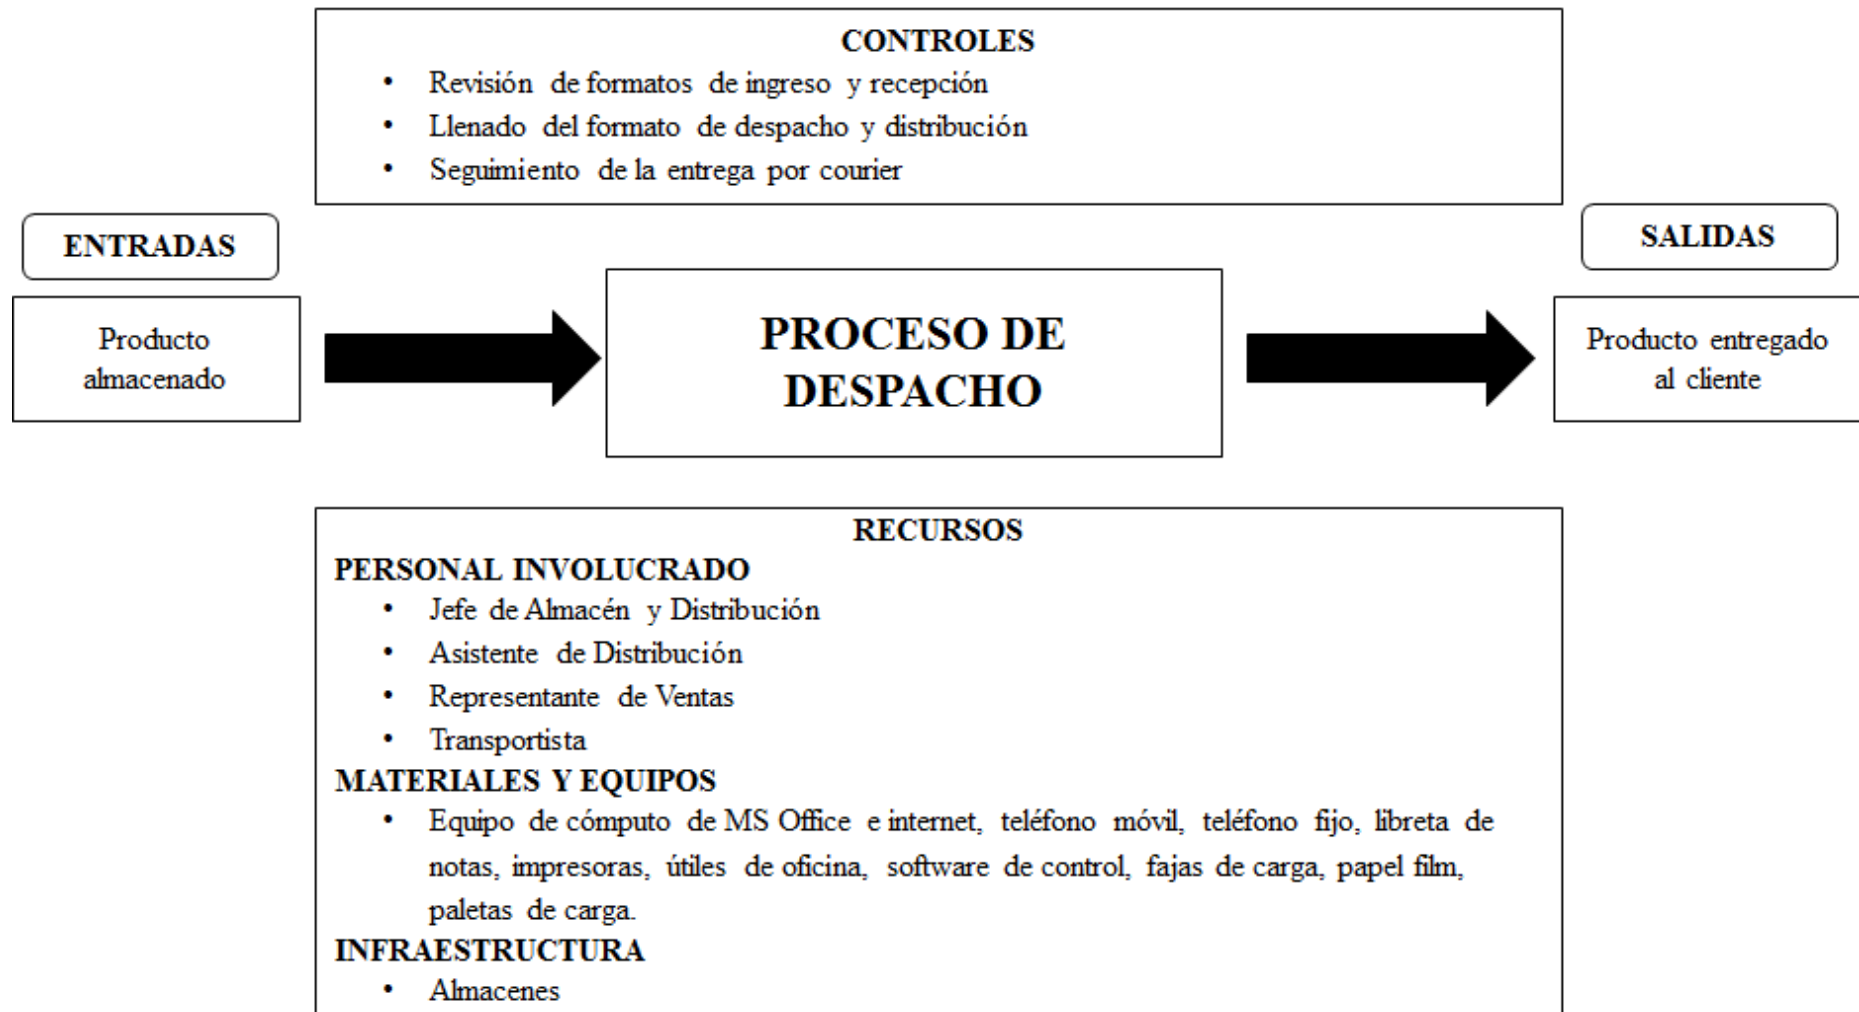 CONTROLES
• Revisión de formatos de ingreso y recepción
• Llenado del formato de despacho y distribución
• Seguimiento de la entrega por courier
ENTRADAS
SALIDAS
Producto
almacenado
PROCESO DE
DESPACHO
Producto entregado
al cliente
RECURSOS
PERSONAL INVOLUCRADO
• Jefe de Almacén y Distribución
• Asistente de Distribución
• Representante de Ventas
• Transportista
MATERIALES Y EQUIPOS
• Equipo de cómputo de MS Office e internet, teléfono móvil, teléfono fijo, libreta de
notas, impresoras, útiles de oficina, software de control, fajas de carga, papel film,
paletas de carga.
INFRAESTRUCTURA
• Almacenes